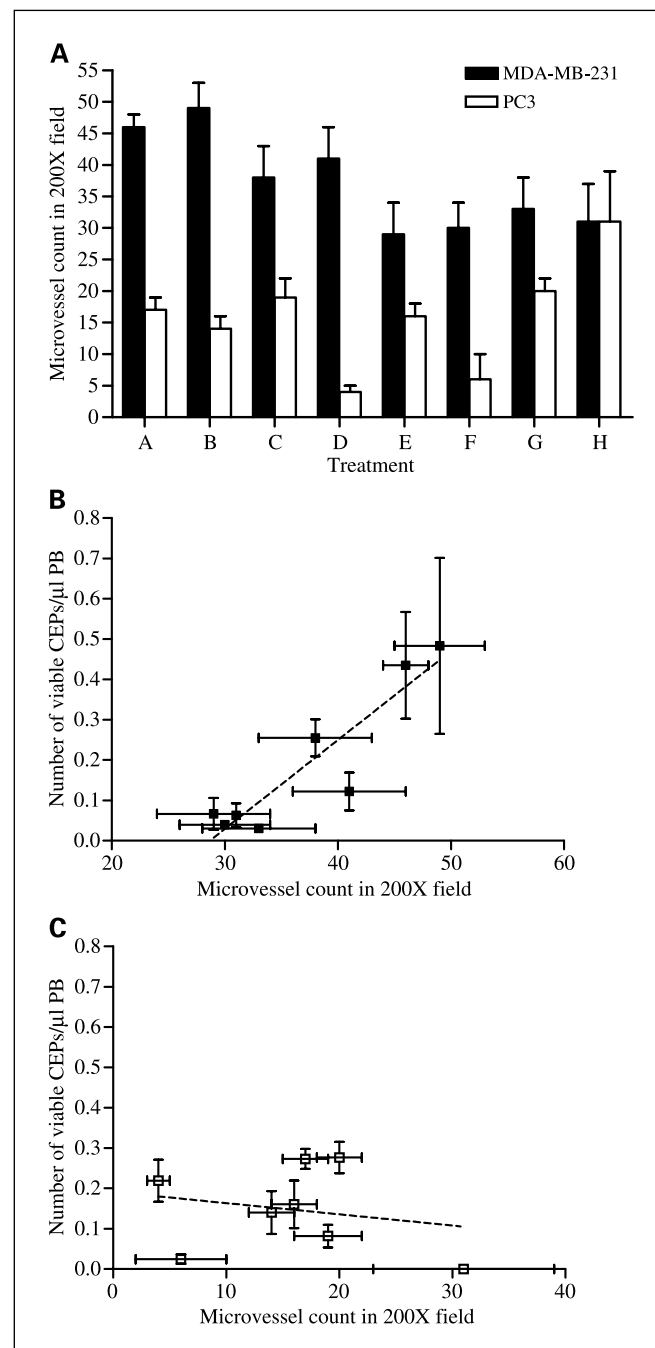 A
MDA-MB-231
PC3
Microvessel count in 200X field
55
50
45
40
35
30
25
20
15
10
5
0
A B C D E F G H
Treatment
B
Number of viable CEPs/µl PB
0.8
0.7
0.6
0.5
0.4
0.3
0.2
0.1
0.0
20 30 40 50 60
Microvessel count in 200X field
C
Number of viable CEPs/µl PB
0.8
0.7
0.6
0.5
0.4
0.3
0.2
0.1
0.0
0 10 20 30 40
Microvessel count in 200X field